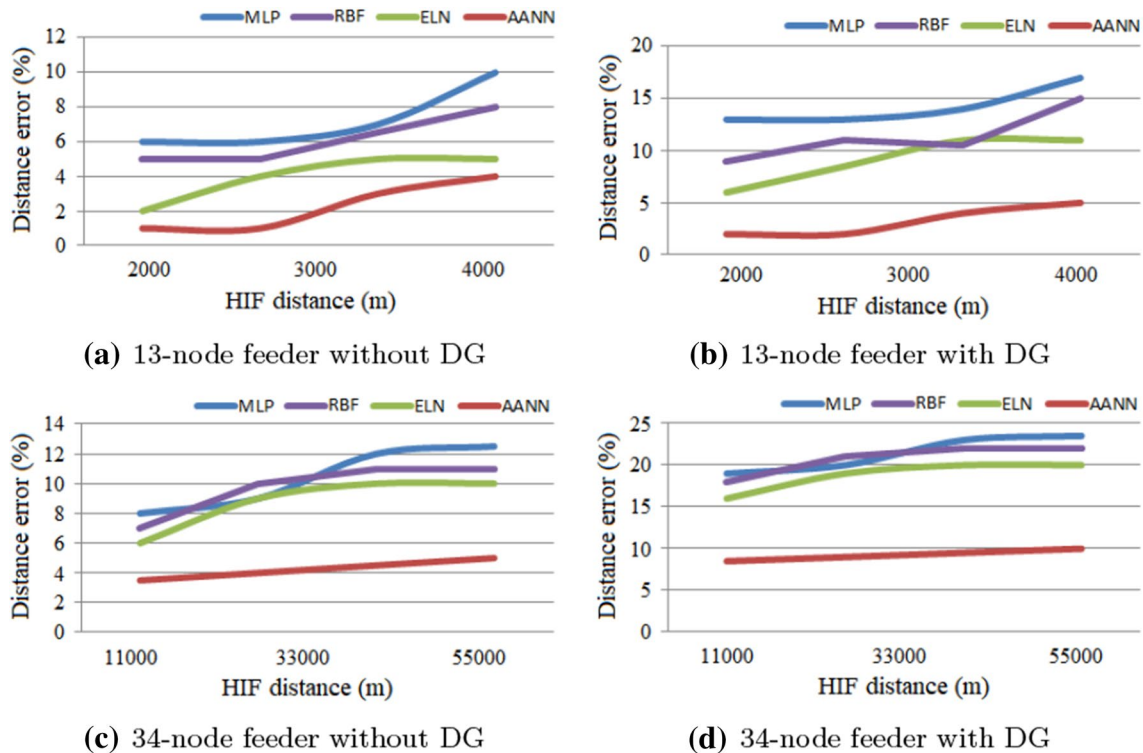 MLP RBF ELN AANN
Distance error (%)
12
10
8
6
4
2
0
2000 3000 4000
HIF distance (m)
(a) 13-node feeder without DG
MLP RBF ELN AANN
Distance error (%)
20
15
10
5
0
2000 3000 4000
HIF distance (m)
(b) 13-node feeder with DG
MLP RBF ELN AANN
Distance error (%)
14
12
10
8
6
4
2
0
11000 33000 55000
HIF distance (m)
(c) 34-node feeder without DG
MLP RBF ELN AANN
Distance error (%)
25
20
15
10
5
0
11000 33000 55000
HIF distance (m)
(d) 34-node feeder with DG